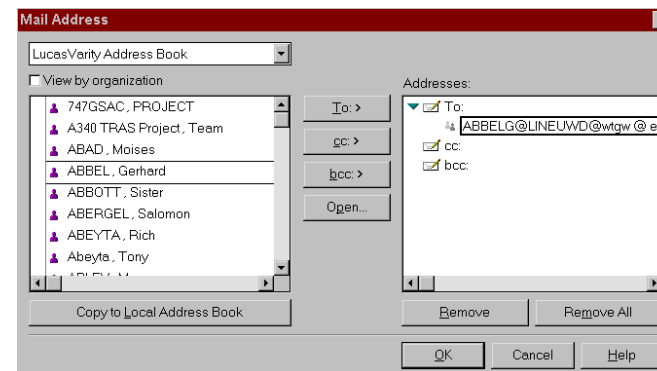 Mail Address
LucasVarity Address Book
View by organization
Addresses:
747GSAC, PROJECT
A340 TRAS Project, Team
ABAD, Moises
ABBEL, Gerhard
ABBOTT, Sister
ABERGEL, Salomon
ABEYTA, Rich
Abeyta, Tony
To: >
cc: >
bcc: >
Open...
To:
ABBELG@LINEUWD@wtgw @ e
cc:
bcc:
Copy to Local Address Book
Remove
Remove All
OK
Cancel
Help